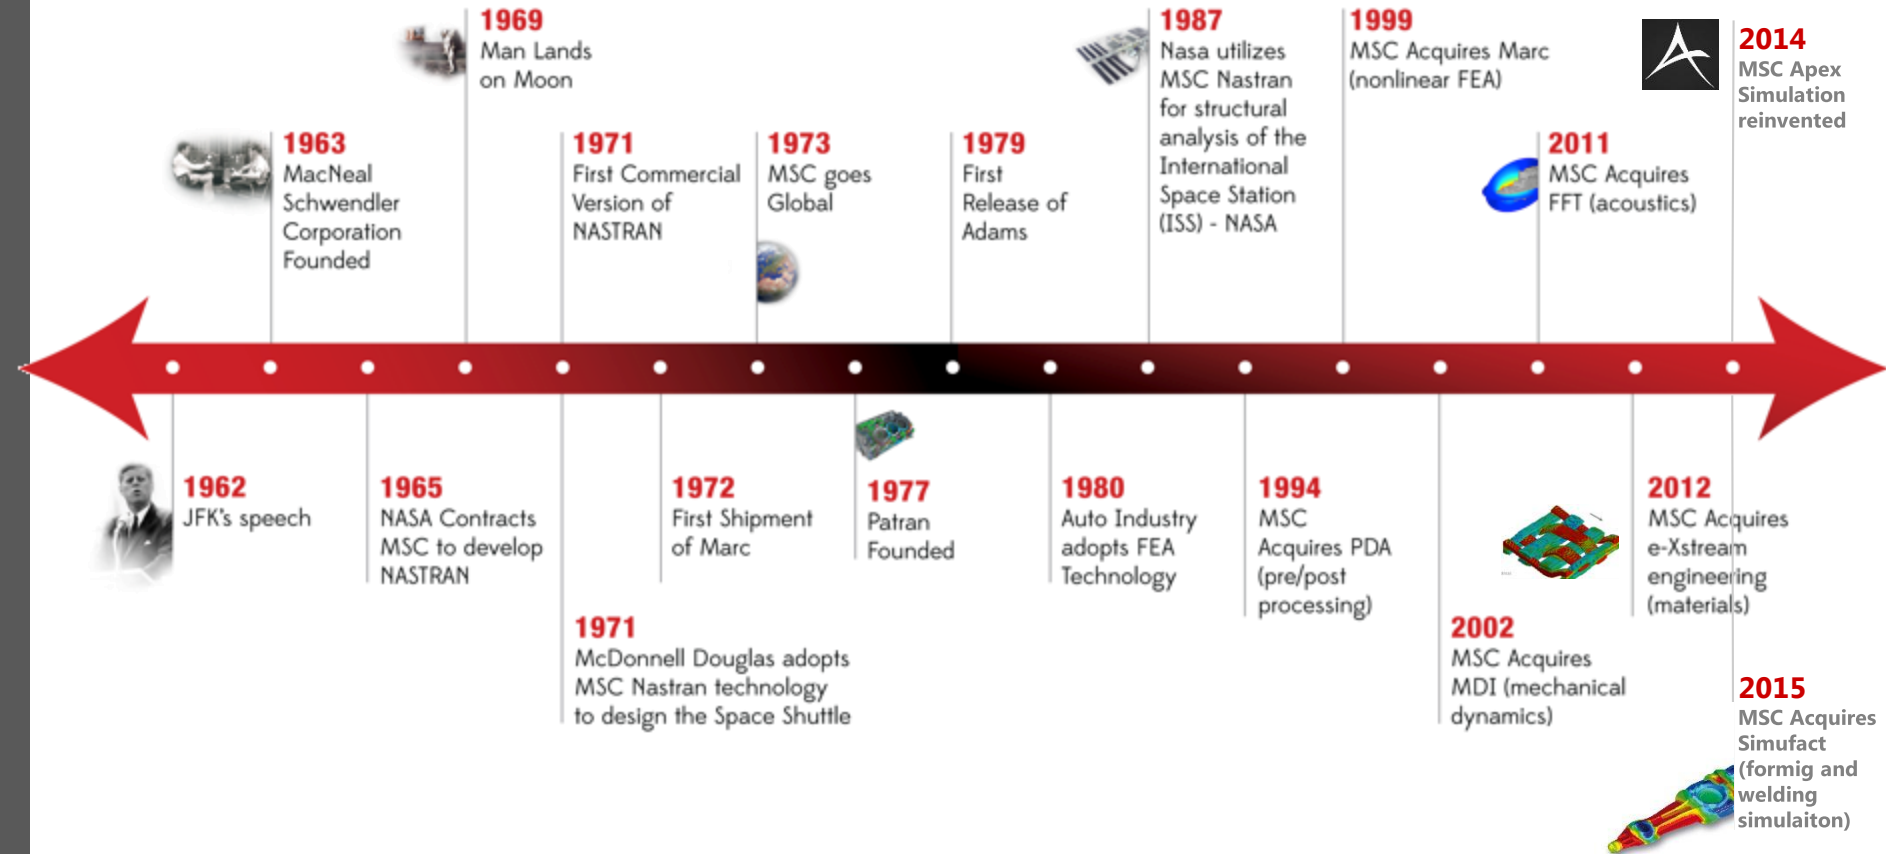 1969
Man Lands
on Moon
1987
Nasa utilizes
MSC Nastran
for structural
analysis of the
International
Space Station
(ISS) - NASA
1999
MSC Acquires Marc
(nonlinear FEA)
2014
MSC Apex
Simulation
reinvented
1963
MacNeal
Schwendler
Corporation
Founded
1971
First Commercial
Version of
NASTRAN
1973
MSC goes
Global
1979
First
Release of
Adams
2011
MSC Acquires
FFT (acoustics)
1962
JFK's speech
1965
NASA Contracts
MSC to develop
NASTRAN
1972
First Shipment
of Marc
1977
Patran
Founded
1980
Auto Industry
adopts FEA
Technology
1994
MSC
Acquires PDA
(pre/post
processing)
2012
MSC Acquires
e-Xstream
engineering
(materials)
1971
McDonnell Douglas adopts
MSC Nastran technology
to design the Space Shuttle
2002
MSC Acquires
MDI (mechanical
dynamics)
2015
MSC Acquires
Simufact
(formig and
welding
simulaiton)